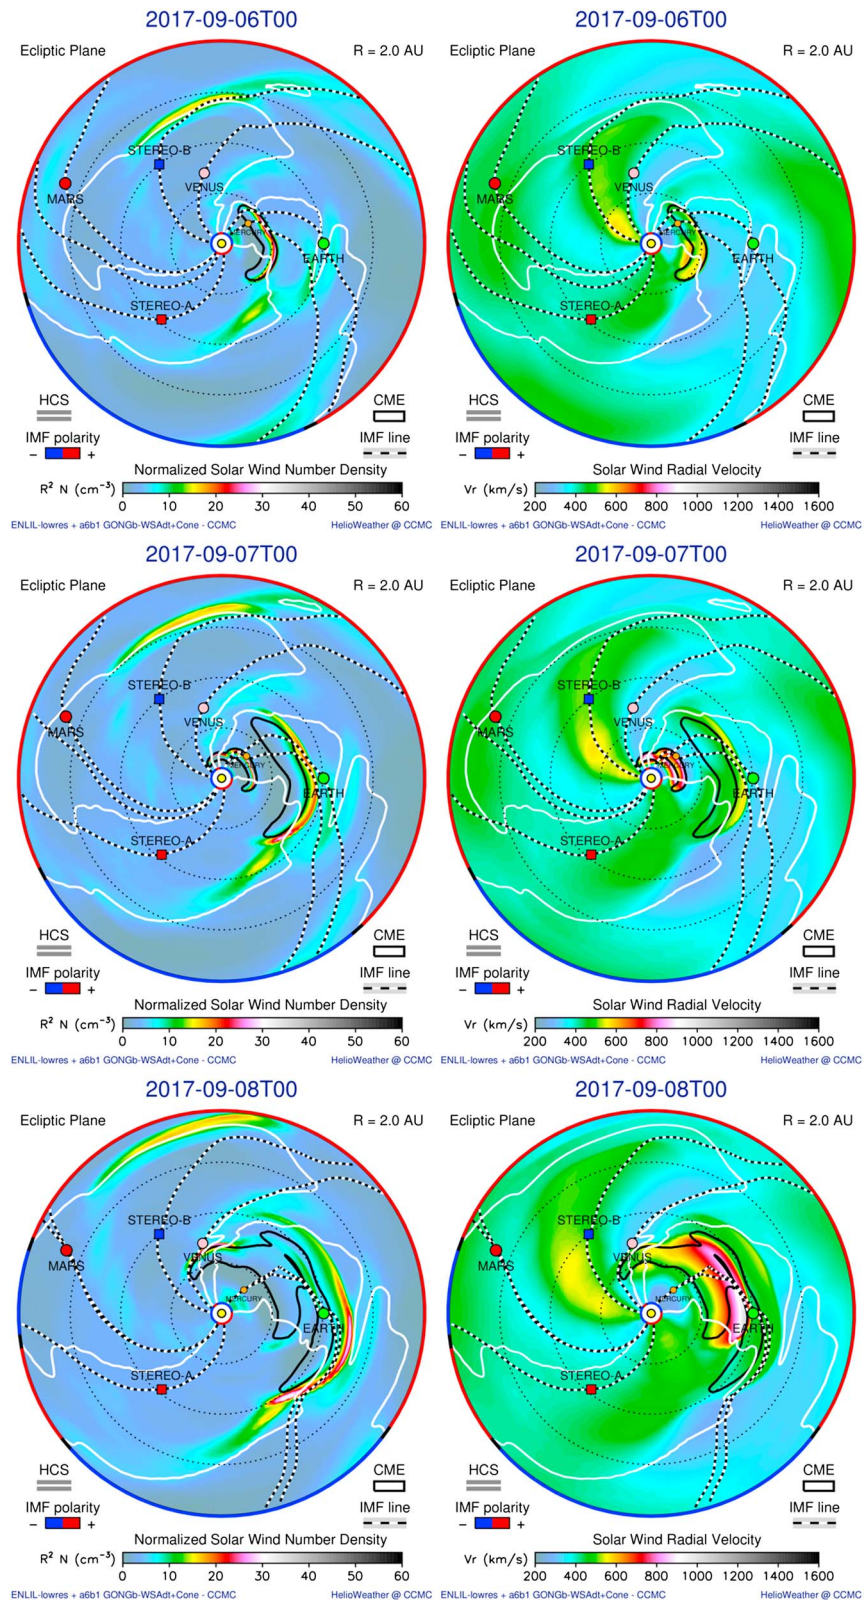 2017-09-06T00 2017-09-06T00
Ecliptic Plane R = 2.0 AU Ecliptic Plane R = 2.0 AU
STEREO-B STEREO-B
VENUS VENUS
MARS MARS
MERCURY MERCURY
EARTH EARTH
STEREO-A STEREO-A
HCS CME HCS CME
IMF polarity IMF line IMF polarity IMF line
− + − +
Normalized Solar Wind Number Density Solar Wind Radial Velocity
R² N (cm⁻³) 0 10 20 30 40 50 60 Vr (km/s) 200 400 600 800 1000 1200 1400 1600
ENLIL-lowres + a6b1 GONGb-WSAdt+Cone - CCMC HelioWeather @ CCMC ENLIL-lowres + a6b1 GONGb-WSAdt+Cone - CCMC HelioWeather @ CCMC
2017-09-07T00 2017-09-07T00
Ecliptic Plane R = 2.0 AU Ecliptic Plane R = 2.0 AU
STEREO-B STEREO-B
VENUS VENUS
MARS MARS
MERCURY MERCURY
EARTH EARTH
STEREO-A STEREO-A
HCS CME HCS CME
IMF polarity IMF line IMF polarity IMF line
− + − +
Normalized Solar Wind Number Density Solar Wind Radial Velocity
R² N (cm⁻³) 0 10 20 30 40 50 60 Vr (km/s) 200 400 600 800 1000 1200 1400 1600
ENLIL-lowres + a6b1 GONGb-WSAdt+Cone - CCMC HelioWeather @ CCMC ENLIL-lowres + a6b1 GONGb-WSAdt+Cone - CCMC HelioWeather @ CCMC
2017-09-08T00 2017-09-08T00
Ecliptic Plane R = 2.0 AU Ecliptic Plane R = 2.0 AU
STEREO-B STEREO-B
VENUS VENUS
MARS MARS
MERCURY MERCURY
EARTH EARTH
STEREO-A STEREO-A
HCS CME HCS CME
IMF polarity IMF line IMF polarity IMF line
− + − +
Normalized Solar Wind Number Density Solar Wind Radial Velocity
R² N (cm⁻³) 0 10 20 30 40 50 60 Vr (km/s) 200 400 600 800 1000 1200 1400 1600
ENLIL-lowres + a6b1 GONGb-WSAdt+Cone - CCMC HelioWeather @ CCMC ENLIL-lowres + a6b1 GONGb-WSAdt+Cone - CCMC HelioWeather @ CCMC